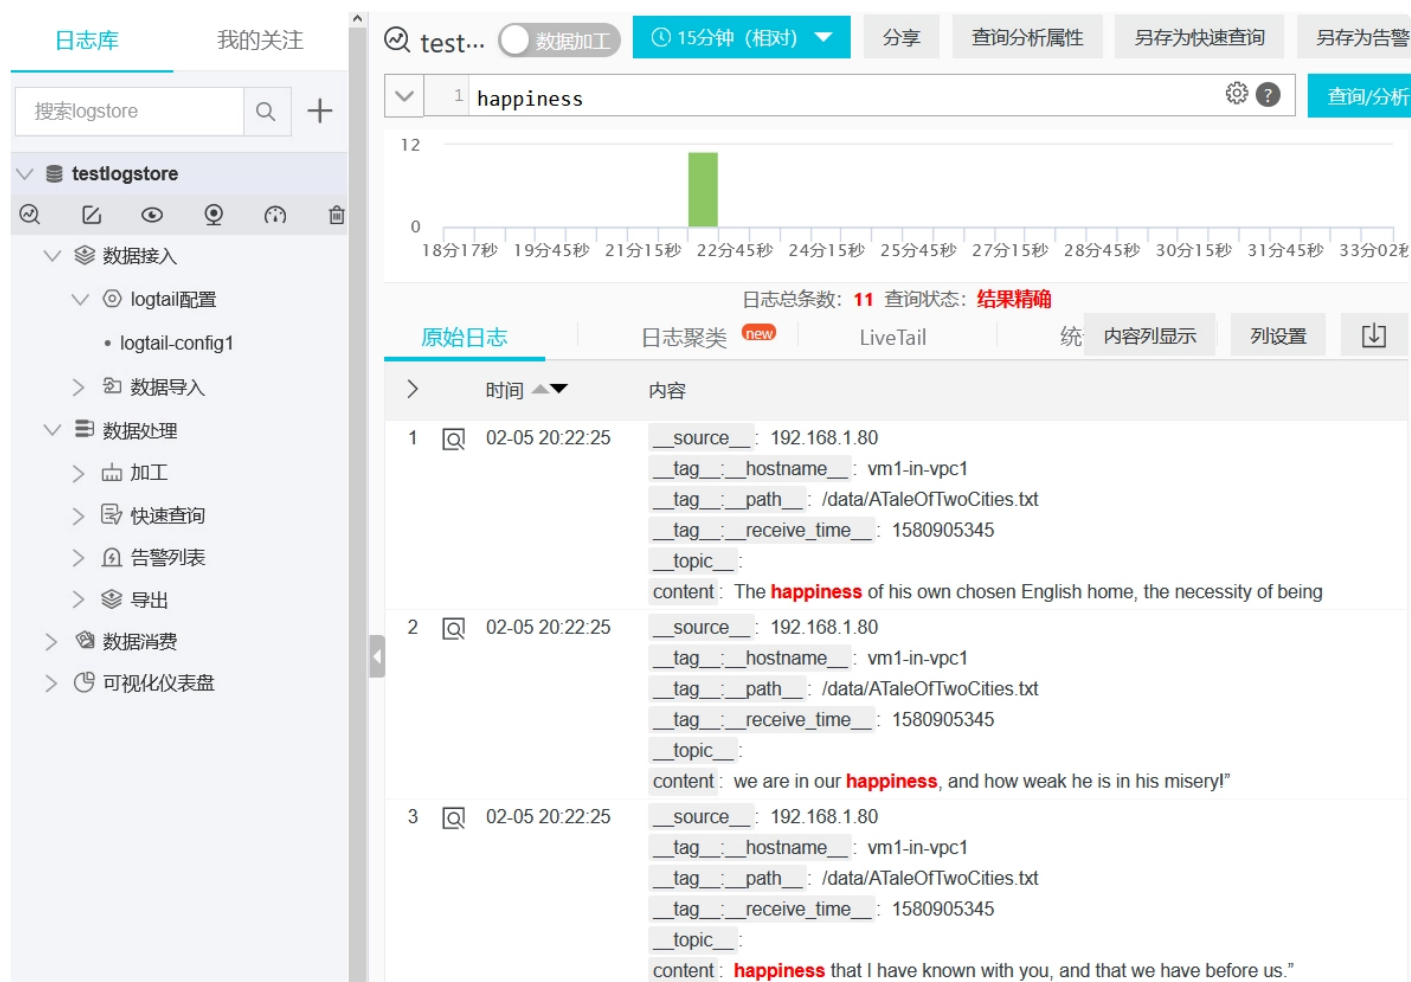 日志库 我的关注
搜索logstore
testlogstore
数据接入
logtail配置
logtail-config1
数据导入
数据处理
加工
快速查询
告警列表
导出
数据消费
可视化仪表盘
test··· 数据加工 15分钟（相对） 分享 查询分析属性 另存为快速查询 另存为告警
1 happiness ?
查询/分析
12
0
18分17秒 19分45秒 21分15秒 22分45秒 24分15秒 25分45秒 27分15秒 28分45秒 30分15秒 31分45秒 33分02秒
日志总条数：11 查询状态：结果精确
原始日志 日志聚类 new LiveTail 统 内容列显示 列设置
时间 内容
1 02-05 20:22:25 __source__: 192.168.1.80
__tag__:__hostname__: vm1-in-vpc1
__tag__:__path__: /data/ATaleOfTwoCities.txt
__tag__:__receive_time__: 1580905345
__topic__:
content: The happiness of his own chosen English home, the necessity of being
2 02-05 20:22:25 __source__: 192.168.1.80
__tag__:__hostname__: vm1-in-vpc1
__tag__:__path__: /data/ATaleOfTwoCities.txt
__tag__:__receive_time__: 1580905345
__topic__:
content: we are in our happiness, and how weak he is in his misery!”
3 02-05 20:22:25 __source__: 192.168.1.80
__tag__:__hostname__: vm1-in-vpc1
__tag__:__path__: /data/ATaleOfTwoCities.txt
__tag__:__receive_time__: 1580905345
__topic__:
content: happiness that I have known with you, and that we have before us.”